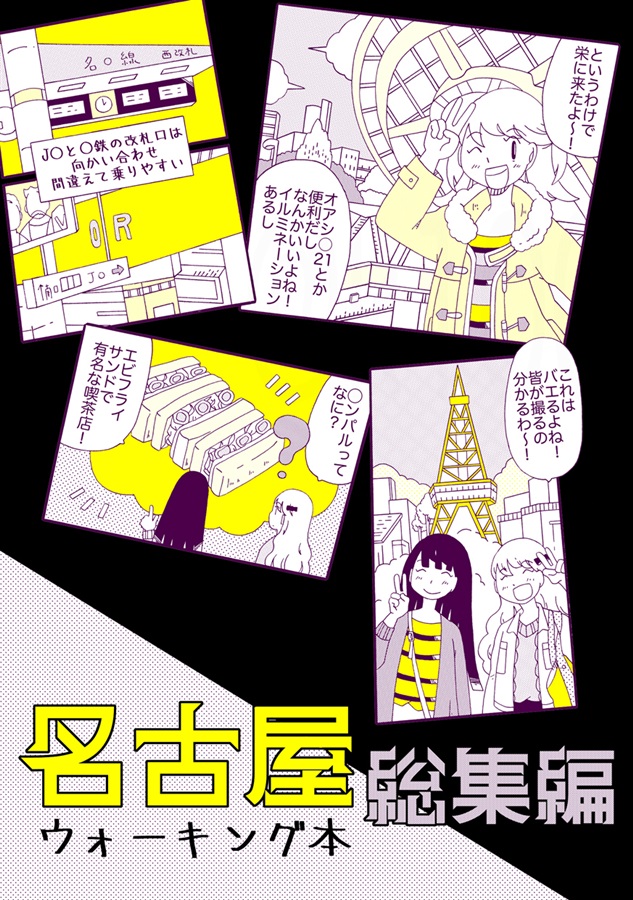 というわけで
栄に来たよ〜!
オアシ〇21とか
便利だし
なんかいいよね!
イルミネーション
あるし
名〇線 西改札
J〇と〇鉄の改札口は
向かい合わせ
間違えて乗りやすい
〇R
J〇→
〇ンパルって
なに?
エビフライ
サンドで
有名な喫茶店!
これは
バエるよね!
皆が撮るの
分かるわ〜!
名古屋
総集編
ウォーキング本